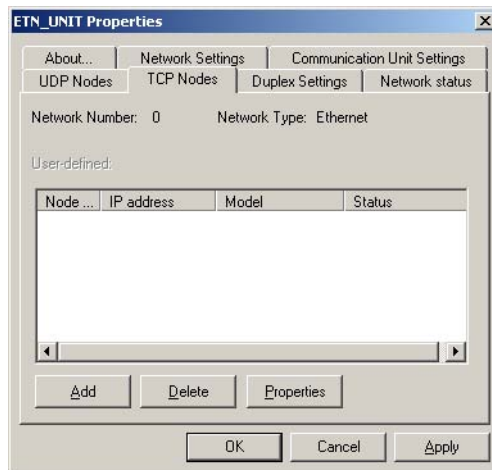 ETN_UNIT Properties
About... Network Settings Communication Unit Settings
UDP Nodes TCP Nodes Duplex Settings Network status
Network Number: 0 Network Type: Ethernet
User-defined:
Node ... IP address Model Status
Add Delete Properties
OK Cancel Apply